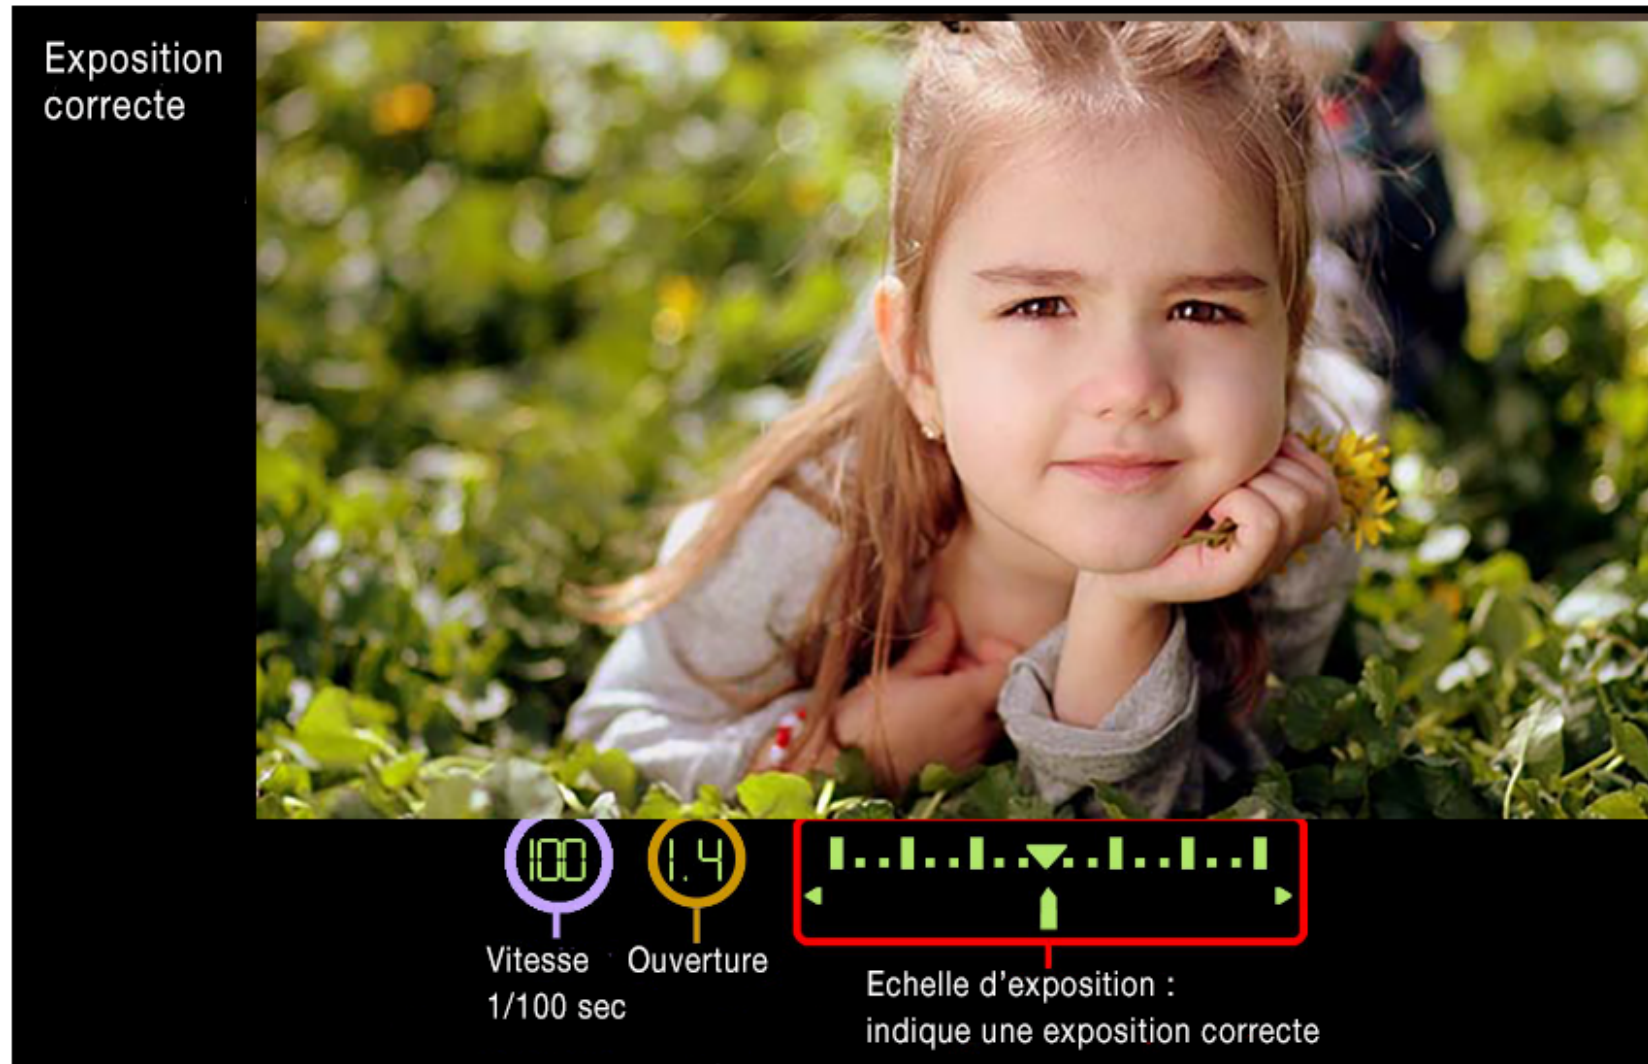 Exposition
correcte
100 1.4
Vitesse Ouverture
1/100 sec
Echelle d'exposition :
indique une exposition correcte